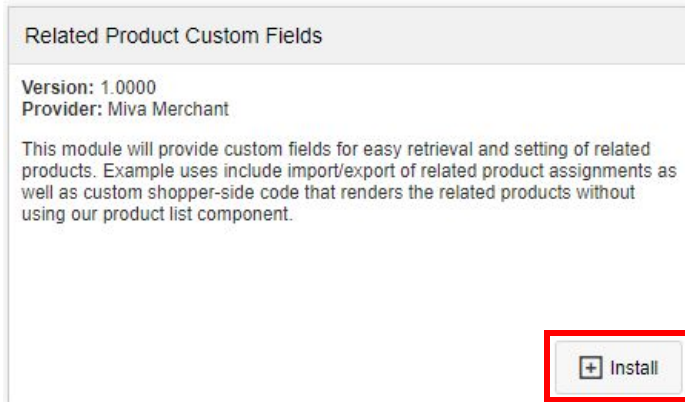 Related Product Custom Fields
Version: 1.0000
Provider: Miva Merchant
This module will provide custom fields for easy retrieval and setting of related
products. Example uses include import/export of related product assignments as
well as custom shopper-side code that renders the related products without
using our product list component.
Install